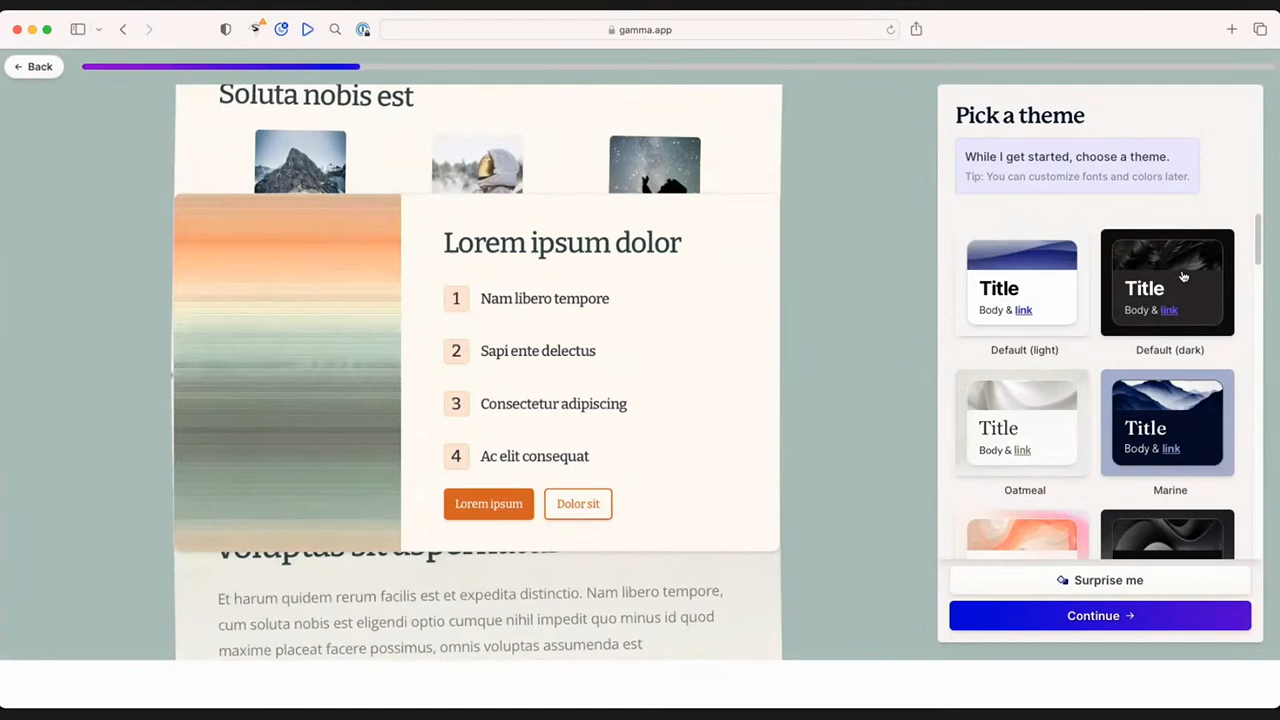 gamma.app
← Back
Soluta nobis est
Lorem ipsum dolor
1 Nam libero tempore
2 Sapi ente delectus
3 Consectetur adipiscing
4 Ac elit consequat
Lorem ipsum
Dolor sit
voluptas sit aspernatur
Et harum quidem rerum facilis est et expedita distinctio. Nam libero tempore,
cum soluta nobis est eligendi optio cumque nihil impedit quo minus id quod
maxime placeat facere possimus, omnis voluptas assumenda est
Pick a theme
While I get started, choose a theme.
Tip: You can customize fonts and colors later.
Title
Body & link
Default (light)
Title
Body & link
Default (dark)
Title
Body & link
Oatmeal
Title
Body & link
Marine
Surprise me
Continue →